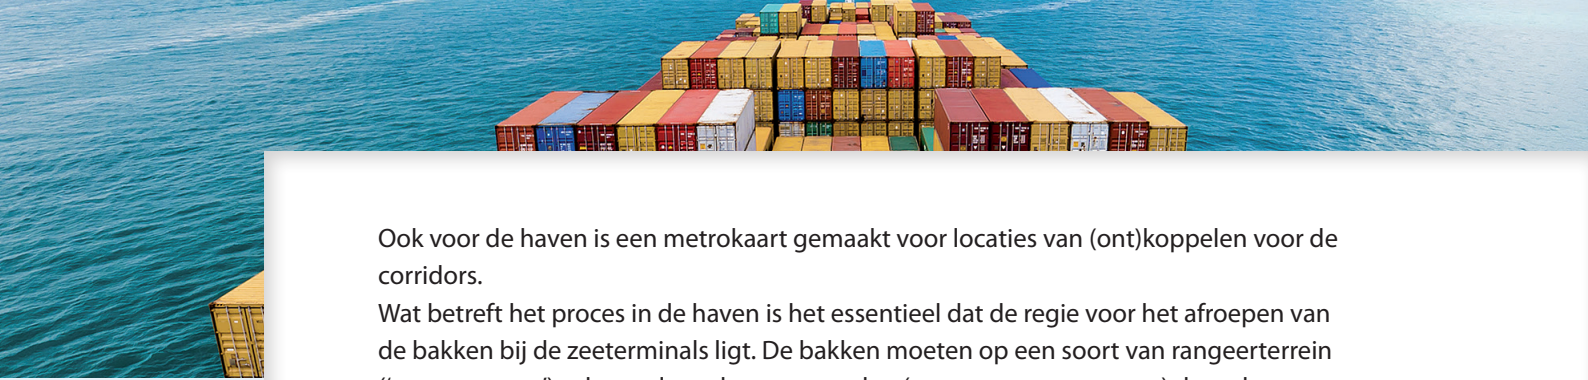 Ook voor de haven is een metrokaart gemaakt voor locaties van (ont)koppelen voor de
corridors.
Wat betreft het proces in de haven is het essentieel dat de regie voor het afroepen van
de bakken bij de zeeterminals ligt. De bakken moeten op een soort van rangeerterrein